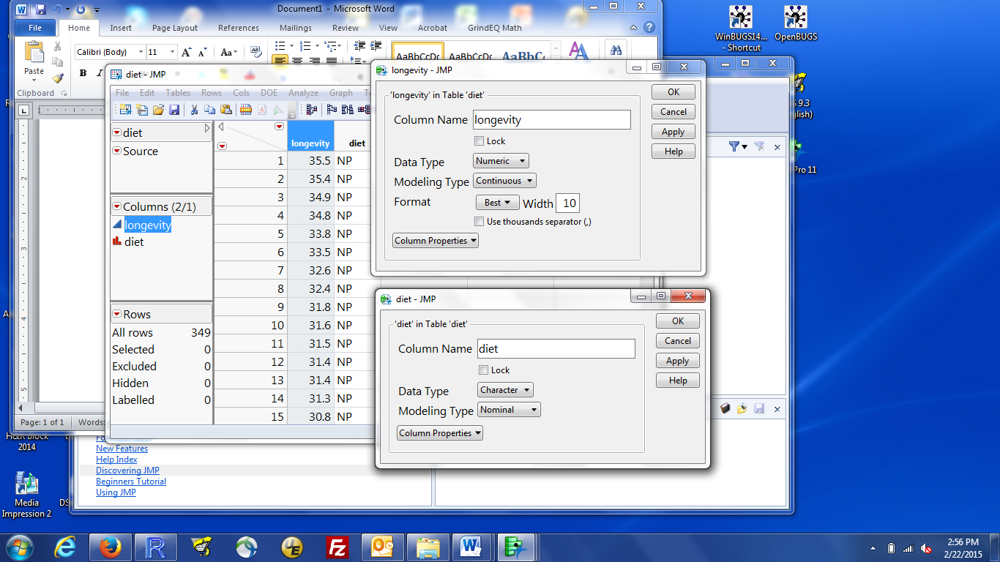 Document1 - Microsoft Word
File Home Insert Page Layout References Mailings Review View Acrobat GrindEQ Math
Calibri (Body) 11
AaBbCcDc AaBbCcDc AaBbC
Paste
B I
Clipboard
WinBUGS14...
- Shortcut
OpenBUGS
9.3
glish)
Pro 11
diet - JMP
File Edit Tables Rows Cols DOE Analyze Graph
diet
Source
Columns (2/1)
longevity
diet
Rows
All rows 349
Selected 0
Excluded 0
Hidden 0
Labelled 0
longevity diet
1 35.5 NP
2 35.4 NP
3 34.9 NP
4 34.8 NP
5 33.8 NP
6 33.5 NP
7 32.6 NP
8 32.4 NP
9 31.8 NP
10 31.6 NP
11 31.5 NP
12 31.4 NP
13 31.4 NP
14 31.3 NP
15 30.8 NP
longevity - JMP
'longevity' in Table 'diet'
Column Name longevity
Lock
Data Type Numeric
Modeling Type Continuous
Format Best Width 10
Use thousands separator (,)
Column Properties
OK
Cancel
Apply
Help
diet - JMP
'diet' in Table 'diet'
Column Name diet
Lock
Data Type Character
Modeling Type Nominal
Column Properties
OK
Cancel
Apply
Help
Page: 1 of 1 Words:
New Features
Help Index
Discovering JMP
Beginners Tutorial
Using JMP
H&R Block
2014
Media
Impression 2
DS
2:56 PM
2/22/2015